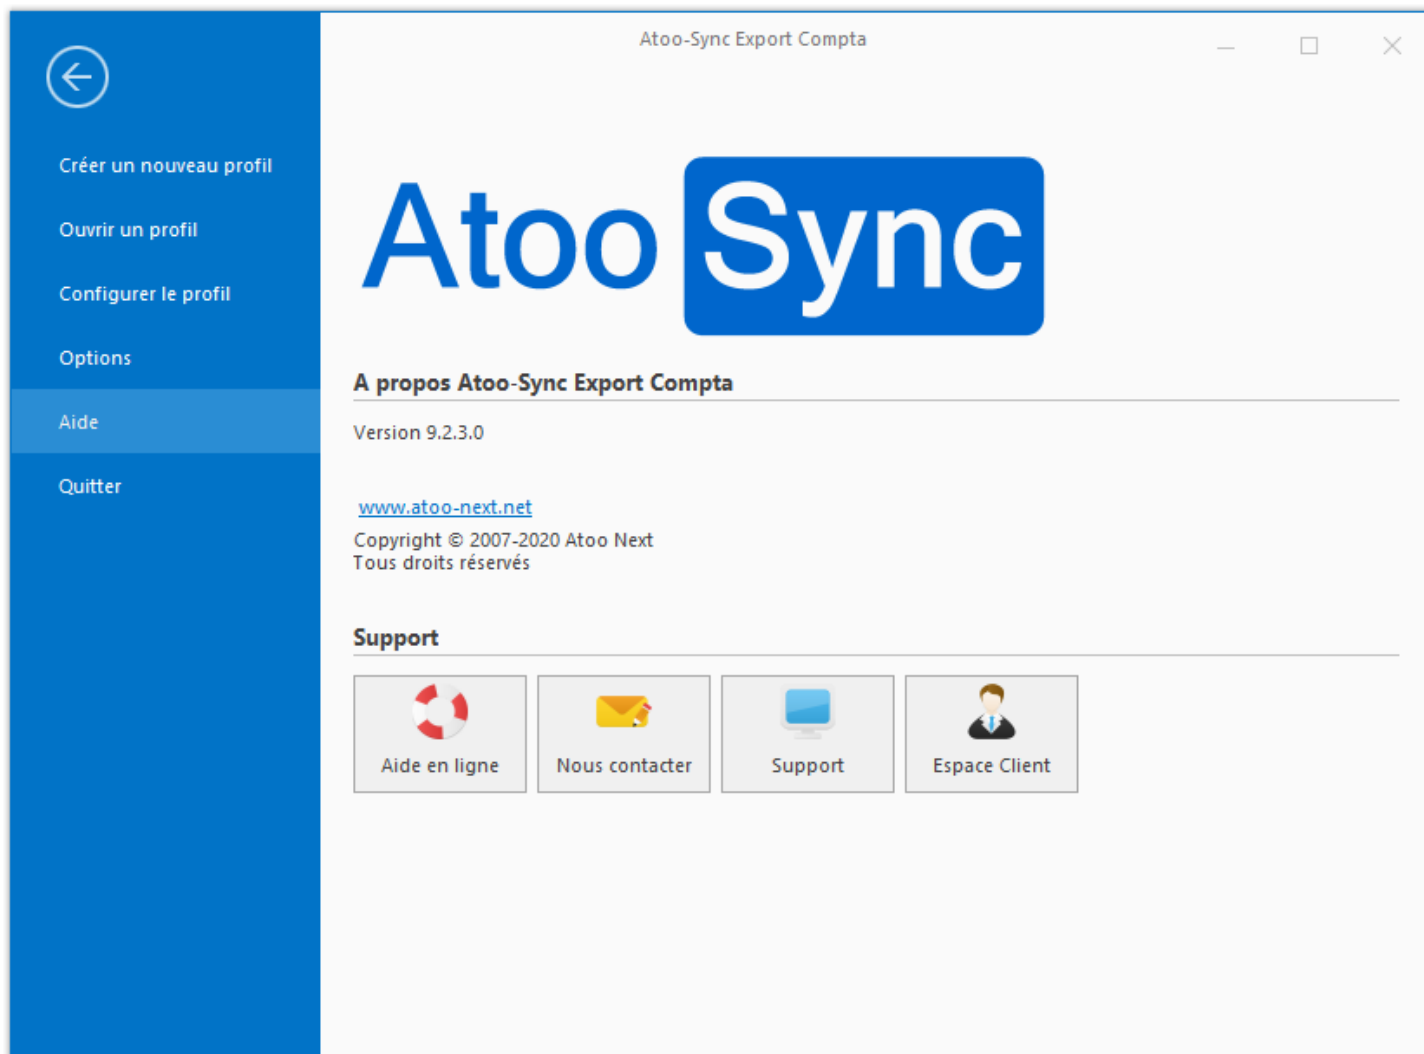 Atoo-Sync Export Compta
Créer un nouveau profil
Ouvrir un profil
Configurer le profil
Options
Aide
Quitter
Atoo Sync
A propos Atoo-Sync Export Compta
Version 9.2.3.0
www.atoo-next.net
Copyright © 2007-2020 Atoo Next
Tous droits réservés
Support
Aide en ligne
Nous contacter
Support
Espace Client